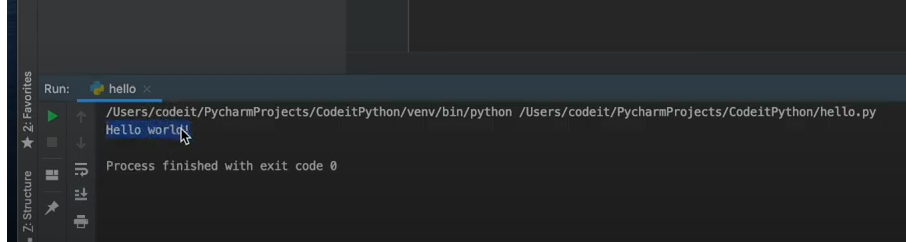 Run: hello
/Users/codeit/PycharmProjects/CodeitPython/venv/bin/python /Users/codeit/PycharmProjects/CodeitPython/hello.py
Hello world!
Process finished with exit code 0
2: Favorites
Z: Structure